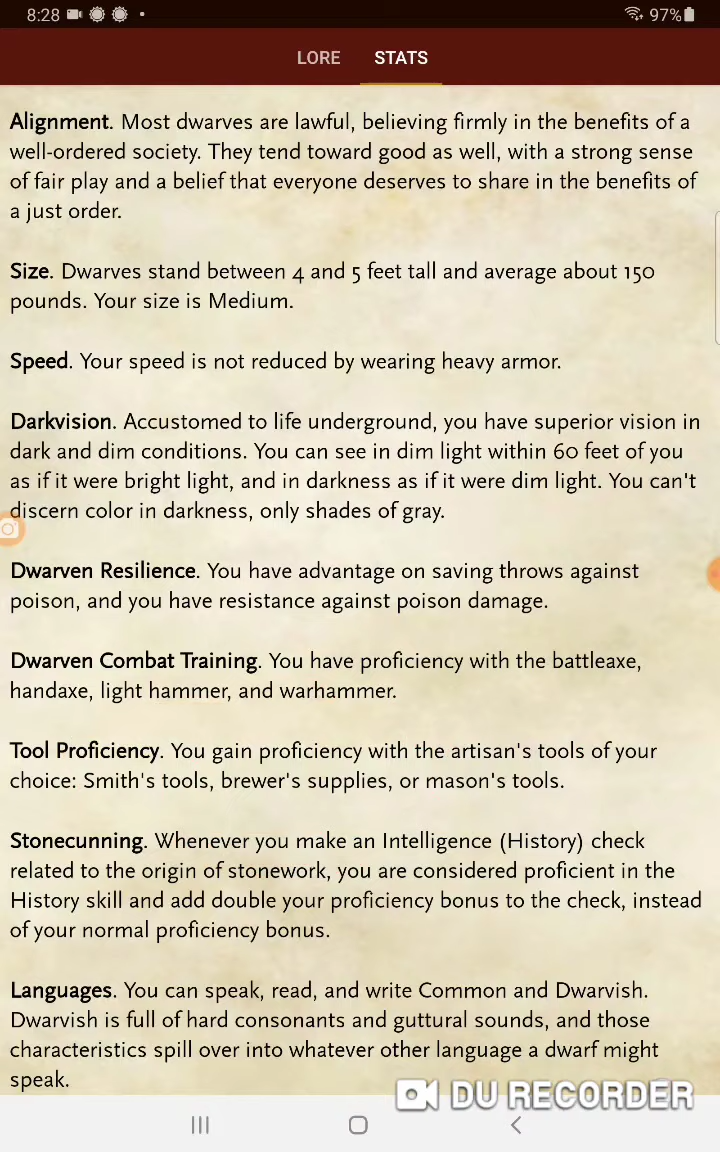 8:28
97%
LORE STATS
Alignment. Most dwarves are lawful, believing firmly in the benefits of a
well-ordered society. They tend toward good as well, with a strong sense
of fair play and a belief that everyone deserves to share in the benefits of
a just order.
Size. Dwarves stand between 4 and 5 feet tall and average about 150
pounds. Your size is Medium.
Speed. Your speed is not reduced by wearing heavy armor.
Darkvision. Accustomed to life underground, you have superior vision in
dark and dim conditions. You can see in dim light within 60 feet of you
as if it were bright light, and in darkness as if it were dim light. You can't
discern color in darkness, only shades of gray.
Dwarven Resilience. You have advantage on saving throws against
poison, and you have resistance against poison damage.
Dwarven Combat Training. You have proficiency with the battleaxe,
handaxe, light hammer, and warhammer.
Tool Proficiency. You gain proficiency with the artisan's tools of your
choice: Smith's tools, brewer's supplies, or mason's tools.
Stonecunning. Whenever you make an Intelligence (History) check
related to the origin of stonework, you are considered proficient in the
History skill and add double your proficiency bonus to the check, instead
of your normal proficiency bonus.
Languages. You can speak, read, and write Common and Dwarvish.
Dwarvish is full of hard consonants and guttural sounds, and those
characteristics spill over into whatever other language a dwarf might
speak.
DU RECORDER